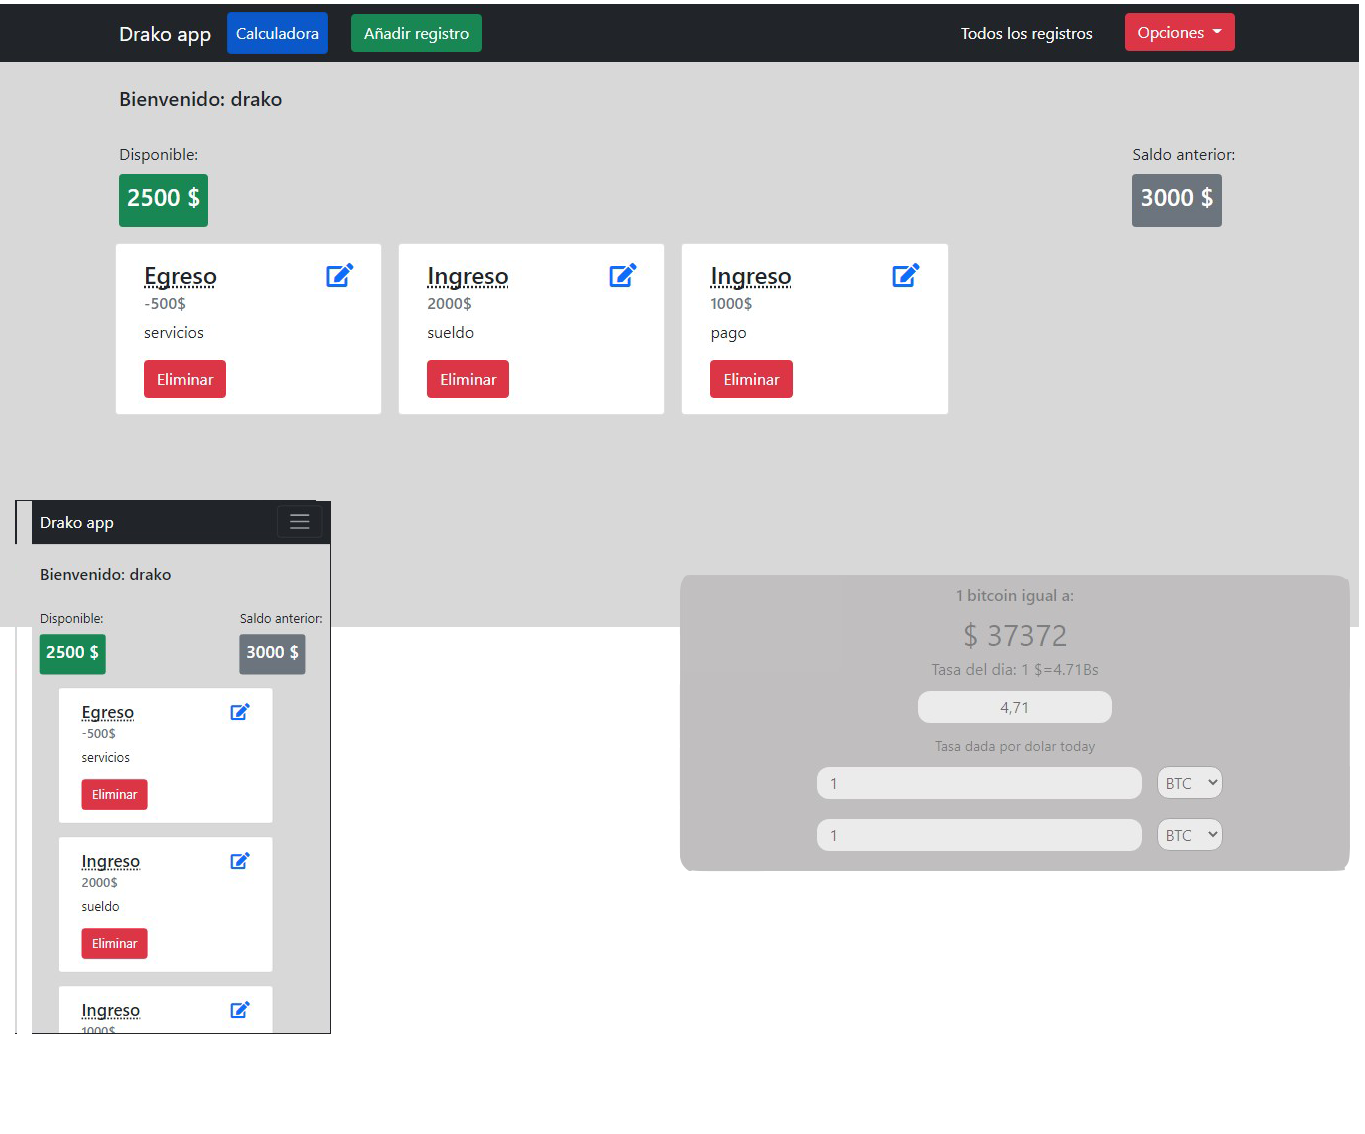 Drako app Calculadora Añadir registro Todos los registros Opciones
Bienvenido: drako
Disponible: Saldo anterior:
2500 $ 3000 $
Egreso
-500$
servicios
Eliminar
Ingreso
2000$
sueldo
Eliminar
Ingreso
1000$
pago
Eliminar
Drako app
Bienvenido: drako
Disponible: Saldo anterior:
2500 $ 3000 $
Egreso
-500$
servicios
Eliminar
Ingreso
2000$
sueldo
Eliminar
Ingreso
1000$
1 bitcoin igual a:
$ 37372
Tasa del dia: 1 $=4.71Bs
4,71
Tasa dada por dolar today
1 BTC
1 BTC